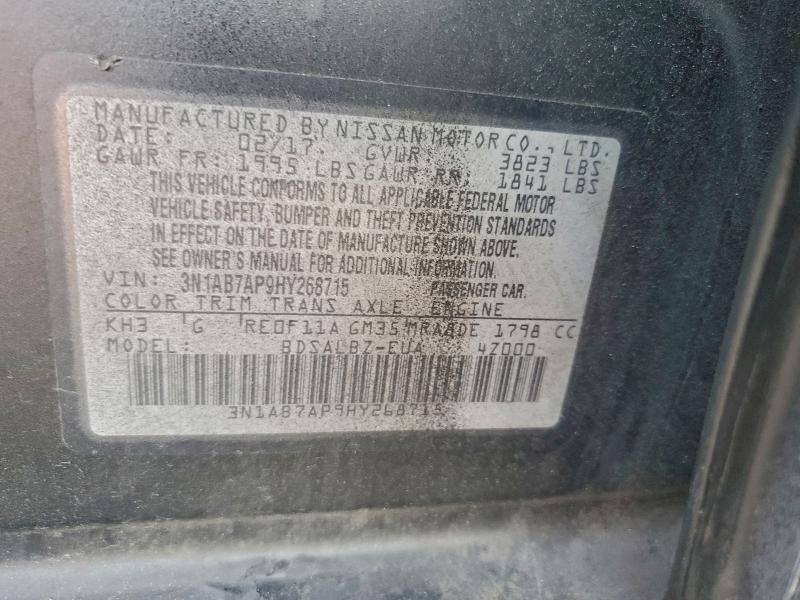 MANUFACTURED BY NISSAN MOTOR CO., LTD.
DATE: 02/17 GVWR: 3823 LBS
GAWR FR: 1995 LBS GAWR RR: 1841 LBS
THIS VEHICLE CONFORMS TO ALL APPLICABLE FEDERAL MOTOR
VEHICLE SAFETY, BUMPER AND THEFT PREVENTION STANDARDS
IN EFFECT ON THE DATE OF MANUFACTURE SHOWN ABOVE.
SEE OWNER'S MANUAL FOR ADDITIONAL INFORMATION.
VIN: 3N1AB7AP9HY268715 PASSENGER CAR.
COLOR TRIM TRANS AXLE ENGINE
KH3 G RE0F11A GM35 MRA8DE 1798 CC
MODEL: BDSALBZ-EUA 4Z000
3N1AB7AP9HY268715